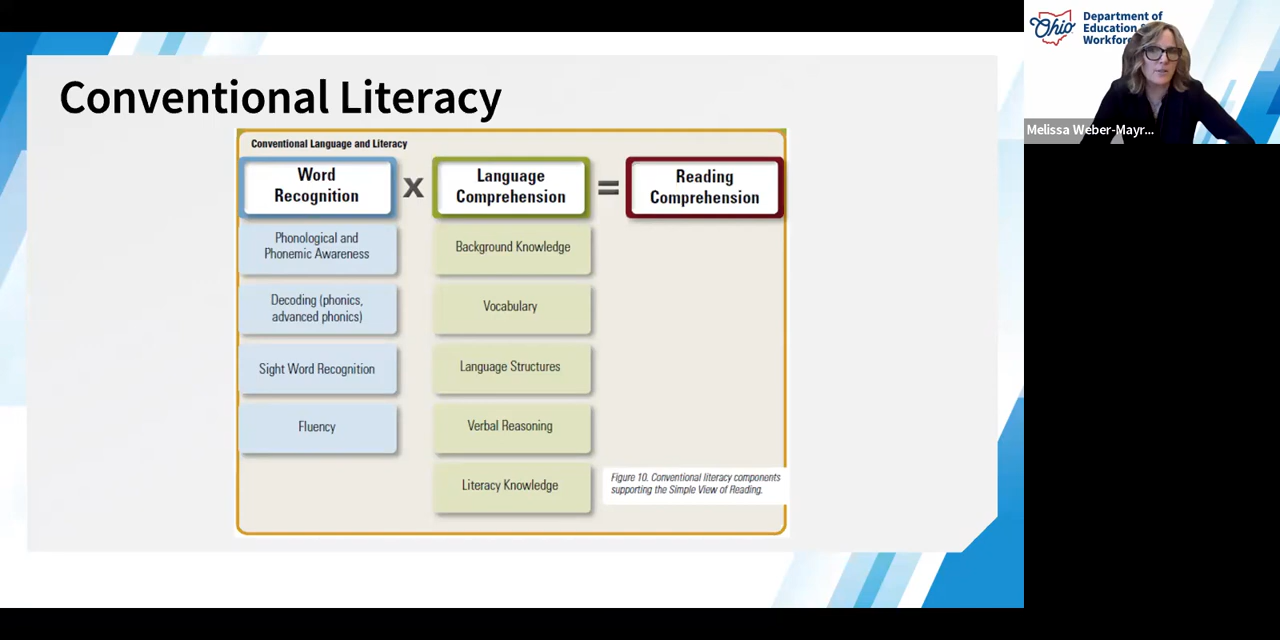 Conventional Literacy
Conventional Language and Literacy
Word
Recognition
x
Language
Comprehension
=
Reading
Comprehension
Phonological and
Phonemic Awareness
Decoding (phonics,
advanced phonics)
Sight Word Recognition
Fluency
Background Knowledge
Vocabulary
Language Structures
Verbal Reasoning
Literacy Knowledge
Figure 10. Conventional literacy components
supporting the Simple View of Reading.
Ohio
Department of
Education
Workfor
Melissa Weber-Mayr...